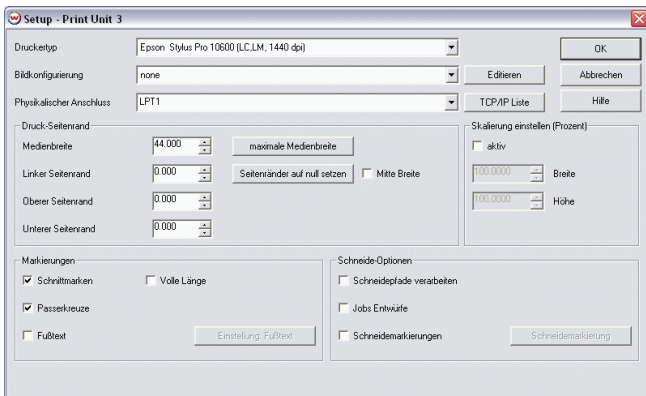 Setup - Print Unit 3
Druckertyp
Epson Stylus Pro 10600 (LC,LM, 1440 dpi)
OK
Bildkonfigurierung
none
Editieren
Abbrechen
Physikalischer Anschluss
LPT1
TCP/IP Liste
Hilfe
Druck-Seitenrand
Medienbreite
44.000
maximale Medienbreite
Linker Seitenrand
0.000
Seitenränder auf null setzen
Mitte Breite
Oberer Seitenrand
0.000
Unterer Seitenrand
0.000
Skalierung einstellen (Prozent)
aktiv
100.0000
Breite
100.0000
Höhe
Markierungen
Schnittmarken
Volle Länge
Passerkreuze
Fußtext
Einstellung. Fußtext
Schneide-Optionen
Schneidepfade verarbeiten
Jobs Entwürfe
Schneidemarkierungen
Schneidemarkierung